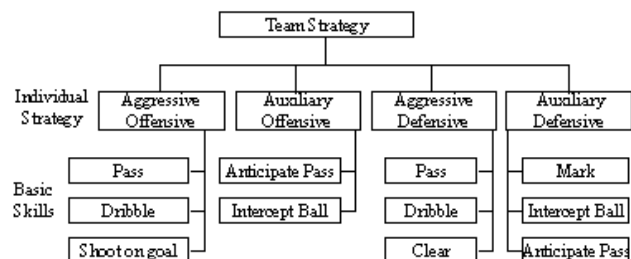 Team Strategy
Individual
Strategy
Aggressive
Offensive
Auxiliary
Offensive
Aggressive
Defensive
Auxiliary
Defensive
Basic
Skills
Pass
Anticipate Pass
Pass
Mark
Dribble
Intercept Ball
Dribble
Intercept Ball
Shoot on goal
Clear
Anticipate Pass